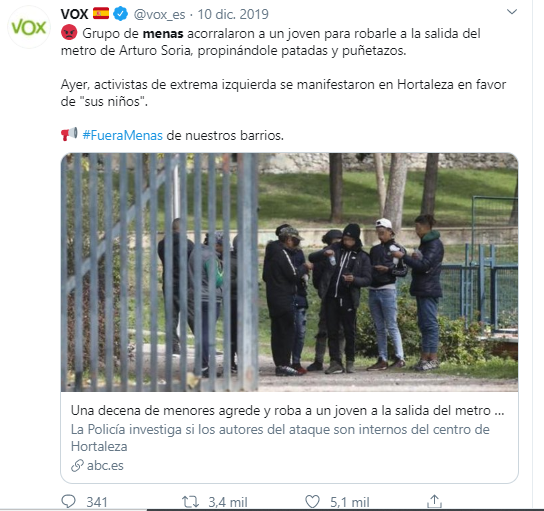 VOX
VOX 🇪🇸 @vox_es · 10 dic. 2019
😡 Grupo de menas acorralaron a un joven para robarle a la salida del
metro de Arturo Soria, propinándole patadas y puñetazos.
Ayer, activistas de extrema izquierda se manifestaron en Hortaleza en favor
de "sus niños".
📢 #FueraMenas de nuestros barrios.
Una decena de menores agrede y roba a un joven a la salida del metro ...
La Policía investiga si los autores del ataque son internos del centro de
Hortaleza
abc.es
341 3,4 mil 5,1 mil